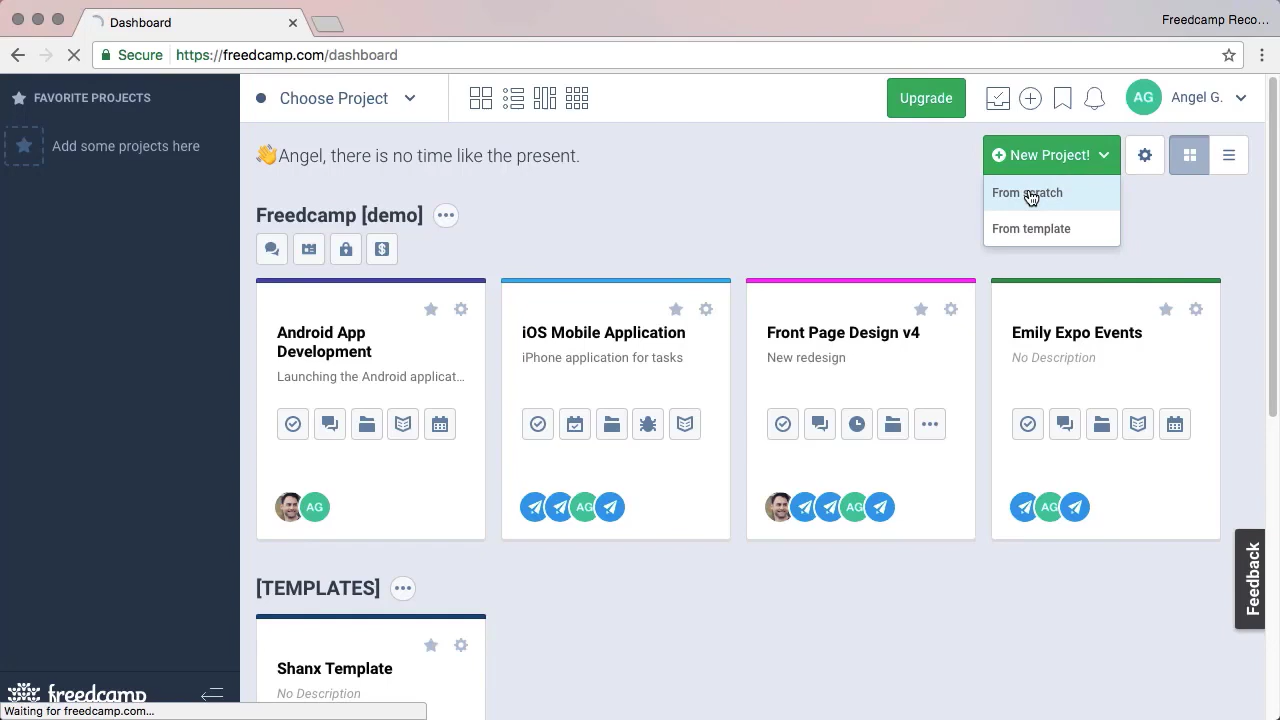 Dashboard
Freedcamp Reco...
Secure https://freedcamp.com/dashboard
FAVORITE PROJECTS
Choose Project
Upgrade
AG
Angel G.
Add some projects here
Angel, there is no time like the present.
New Project!
From scratch
From template
Freedcamp [demo]
Android App
Development
Launching the Android applicat...
AG
iOS Mobile Application
iPhone application for tasks
AG
Front Page Design v4
New redesign
AG
Emily Expo Events
No Description
AG
Feedback
[TEMPLATES]
Shanx Template
No Description
freedcamp
Waiting for freedcamp.com...